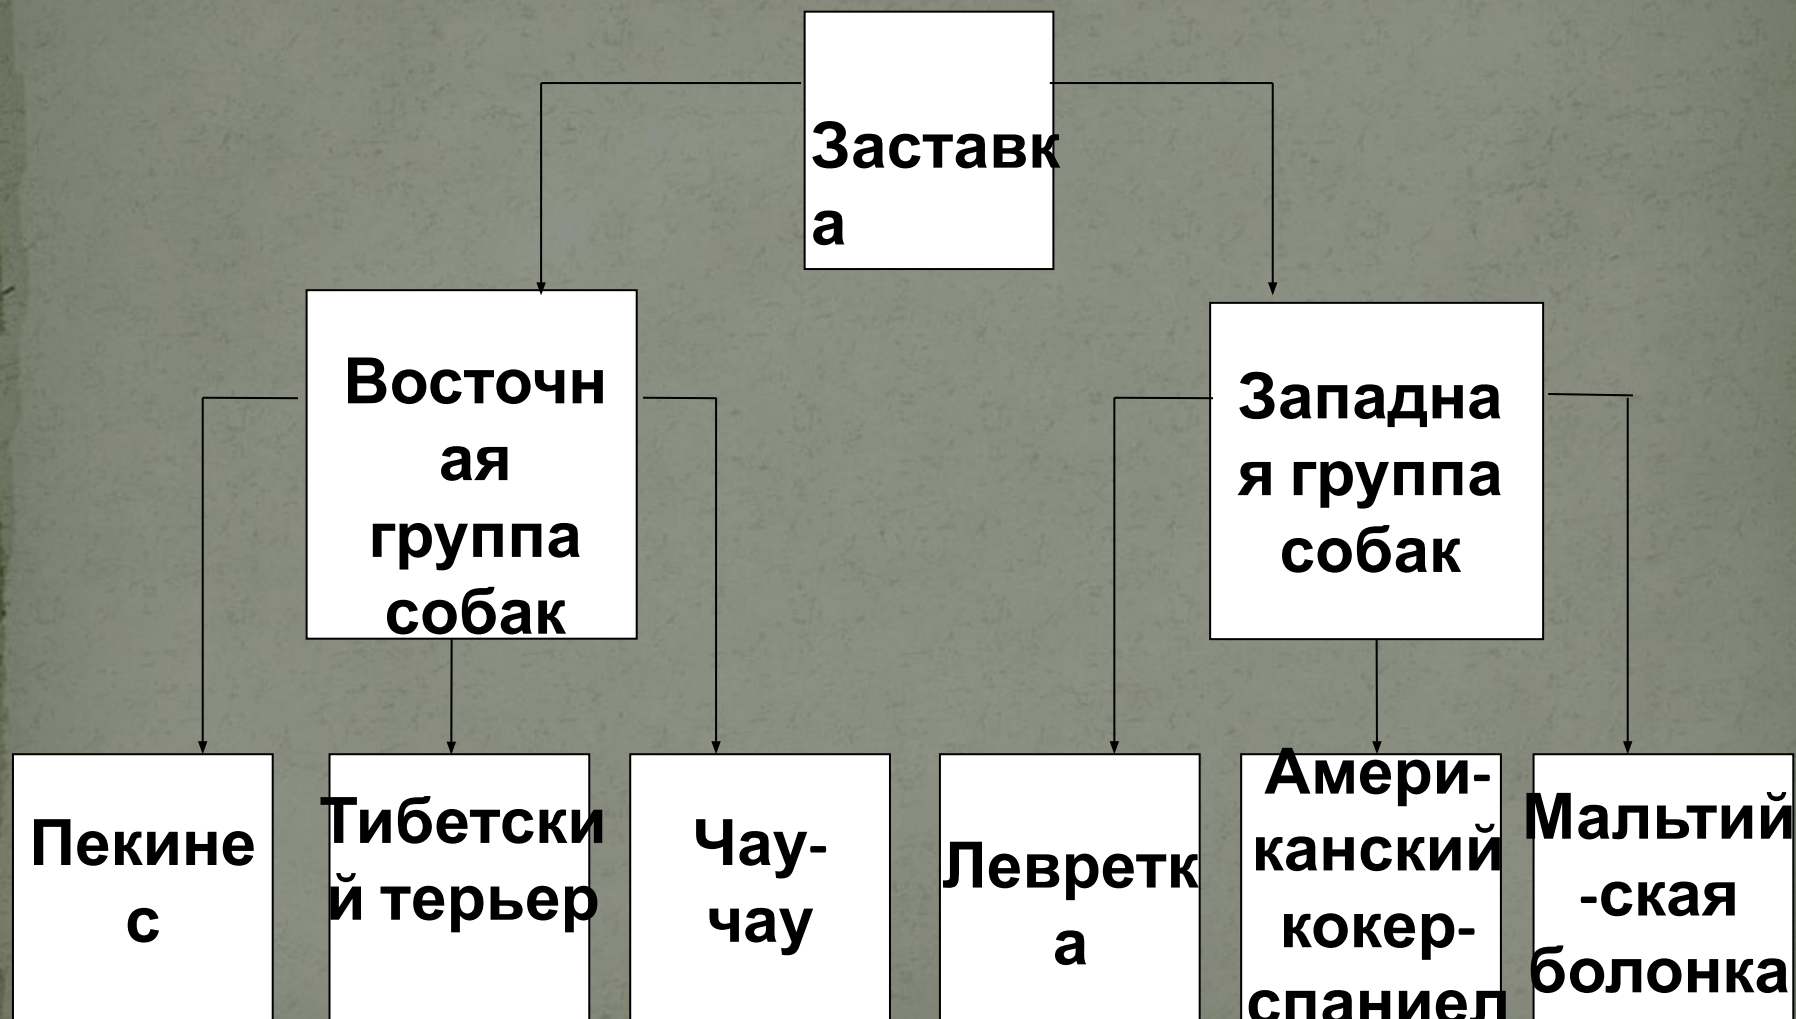 Заставк
а
Восточн
ая
группа
собак
Западна
я группа
собак
Пекине
с
Тибетски
й терьер
Чау-
чау
Левретк
а
Амери-
канский
кокер-
спаниел
Мальтий
-ская
болонка